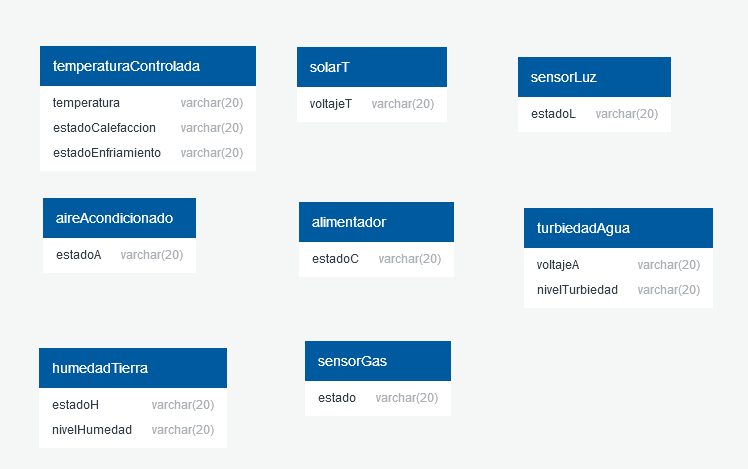 temperaturaControlada
temperatura varchar(20)
estadoCalefaccion varchar(20)
estadoEnfriamiento varchar(20)
solarT
voltajeT varchar(20)
sensorLuz
estadoL varchar(20)
aireAcondicionado
estadoA varchar(20)
alimentador
estadoC varchar(20)
turbiedadAgua
voltajeA varchar(20)
nivelTurbiedad varchar(20)
humedadTierra
estadoH varchar(20)
nivelHumedad varchar(20)
sensorGas
estado varchar(20)